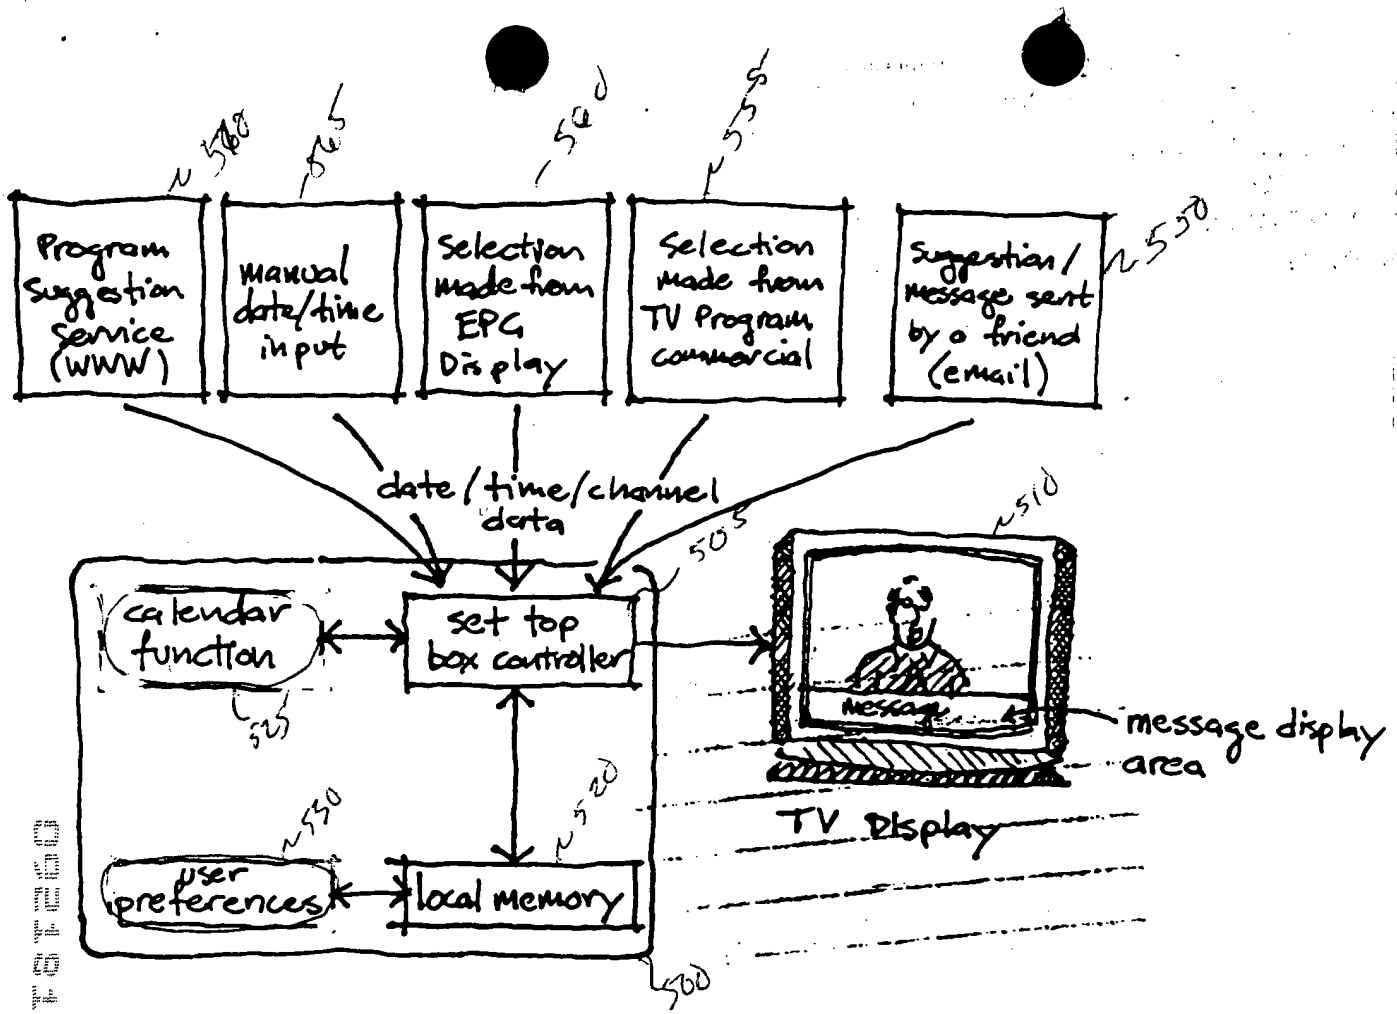 565
540
555
550
Program
Suggestion
Service
(WWW)
manual
date/time
input
Selection
made from
EPG
Display
Selection
made from
TV Program
commercial
Suggestion/
message sent
by a friend
(email)
date/time/channel
data
505
510
calendar
function
525
set top
box controller
message
message display
area
TV Display
530
520
user
preferences
local memory
500